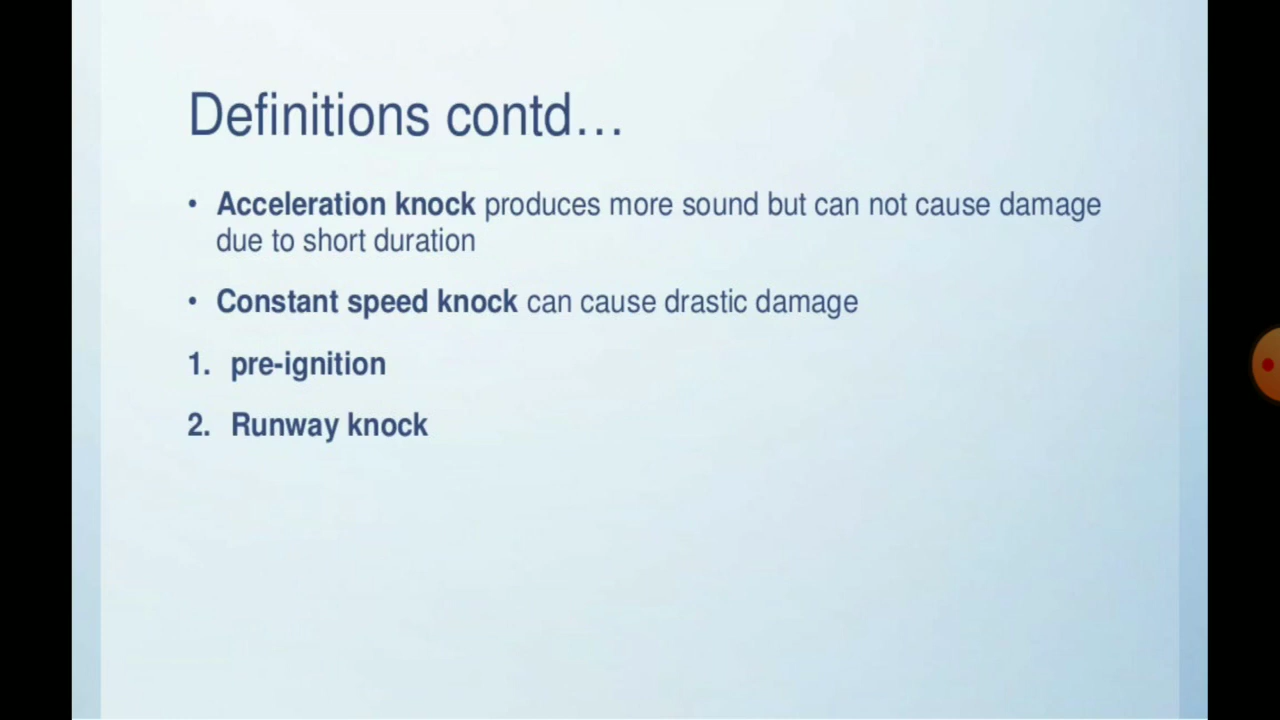 Definitions contd…
• Acceleration knock produces more sound but can not cause damage
due to short duration
• Constant speed knock can cause drastic damage
1. pre-ignition
2. Runway knock